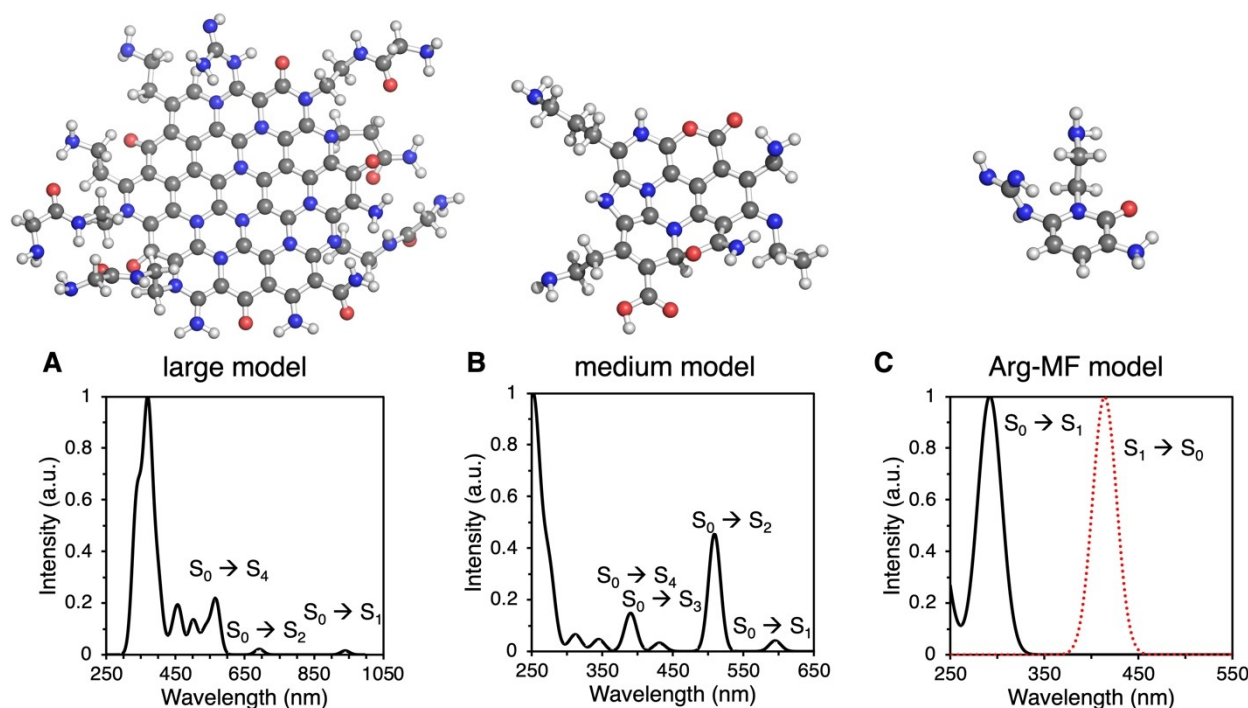 A large model
B medium model
C Arg-MF model
Intensity (a.u.)
1
0.8
0.6
0.4
0.2
0
S0 → S4
S0 → S2
S0 → S1
250 450 650 850 1050
Wavelength (nm)
Intensity (a.u.)
1
0.8
0.6
0.4
0.2
0
S0 → S2
S0 → S4
S0 → S3
S0 → S1
250 350 450 550 650
Wavelength (nm)
Intensity (a.u.)
1
0.8
0.6
0.4
0.2
0
S0 → S1
S1 → S0
250 350 450 550
Wavelength (nm)